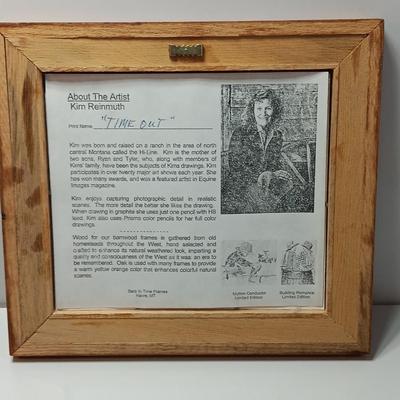 About The Artist
Kim Reinmuth
Print Name "TIME OUT"
Kim was born and raised on a ranch in the area of north
central Montana called the Hi-Line. Kim is the mother of
two sons, Ryan and Tyler, who, along with members of
Kims' family, have been the subjects of Kims drawing. Kim
participates in over twenty major art shows each year. She
has won many awards, and was a featured artist in Equine
Images magazine.
Kim enjoys capturing photographic detail in realistic
scenes. The more detail the better she likes the drawing.
When drawing in graphite she uses just one pencil with HB
lead. Kim also uses Prisma color pencils for her full color
drawings.
Wood for our barnwood frames is gathered from old
homesteads throughout the West, hand selected and
crafted to enhance its natural weathered look, imparting a
quality and consciousness of the West as it was: an era to
be remembered. Oak is used with many frames to provide
a warm yellow orange color that enhances colorful natural
scenes.
Back In Time Frames
Havre, MT
Mutton Conductor
Limited Edition
Building Romance
Limited Edition